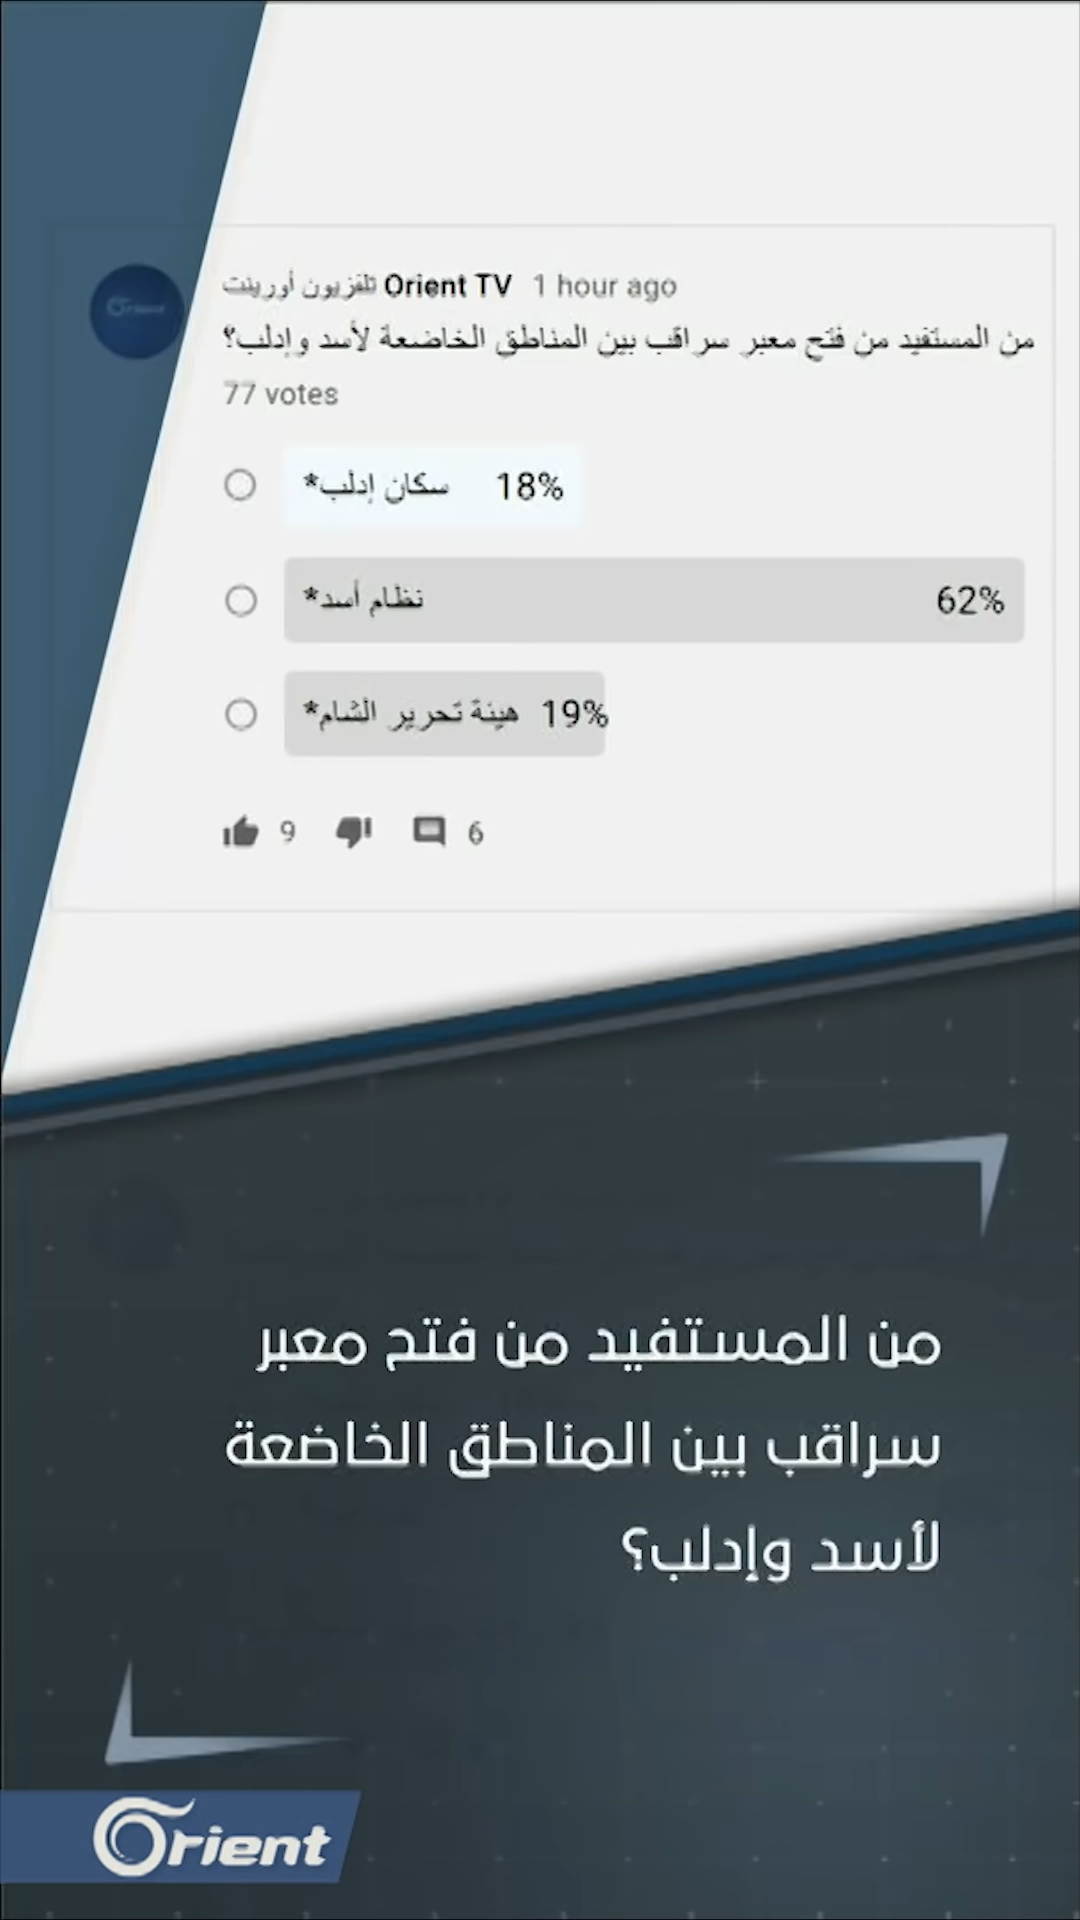 Orient
تلفزيون أورينت Orient TV 1 hour ago
من المستفيد من فتح معبر سراقب بين المناطق الخاضعة لأسد وإدلب؟
77 votes
سكان إدلب* 18%
نظام أسد* 62%
هيئة تحرير الشام* 19%
9 6
من المستفيد من فتح معبر
سراقب بين المناطق الخاضعة
لأسد وإدلب؟
Orient